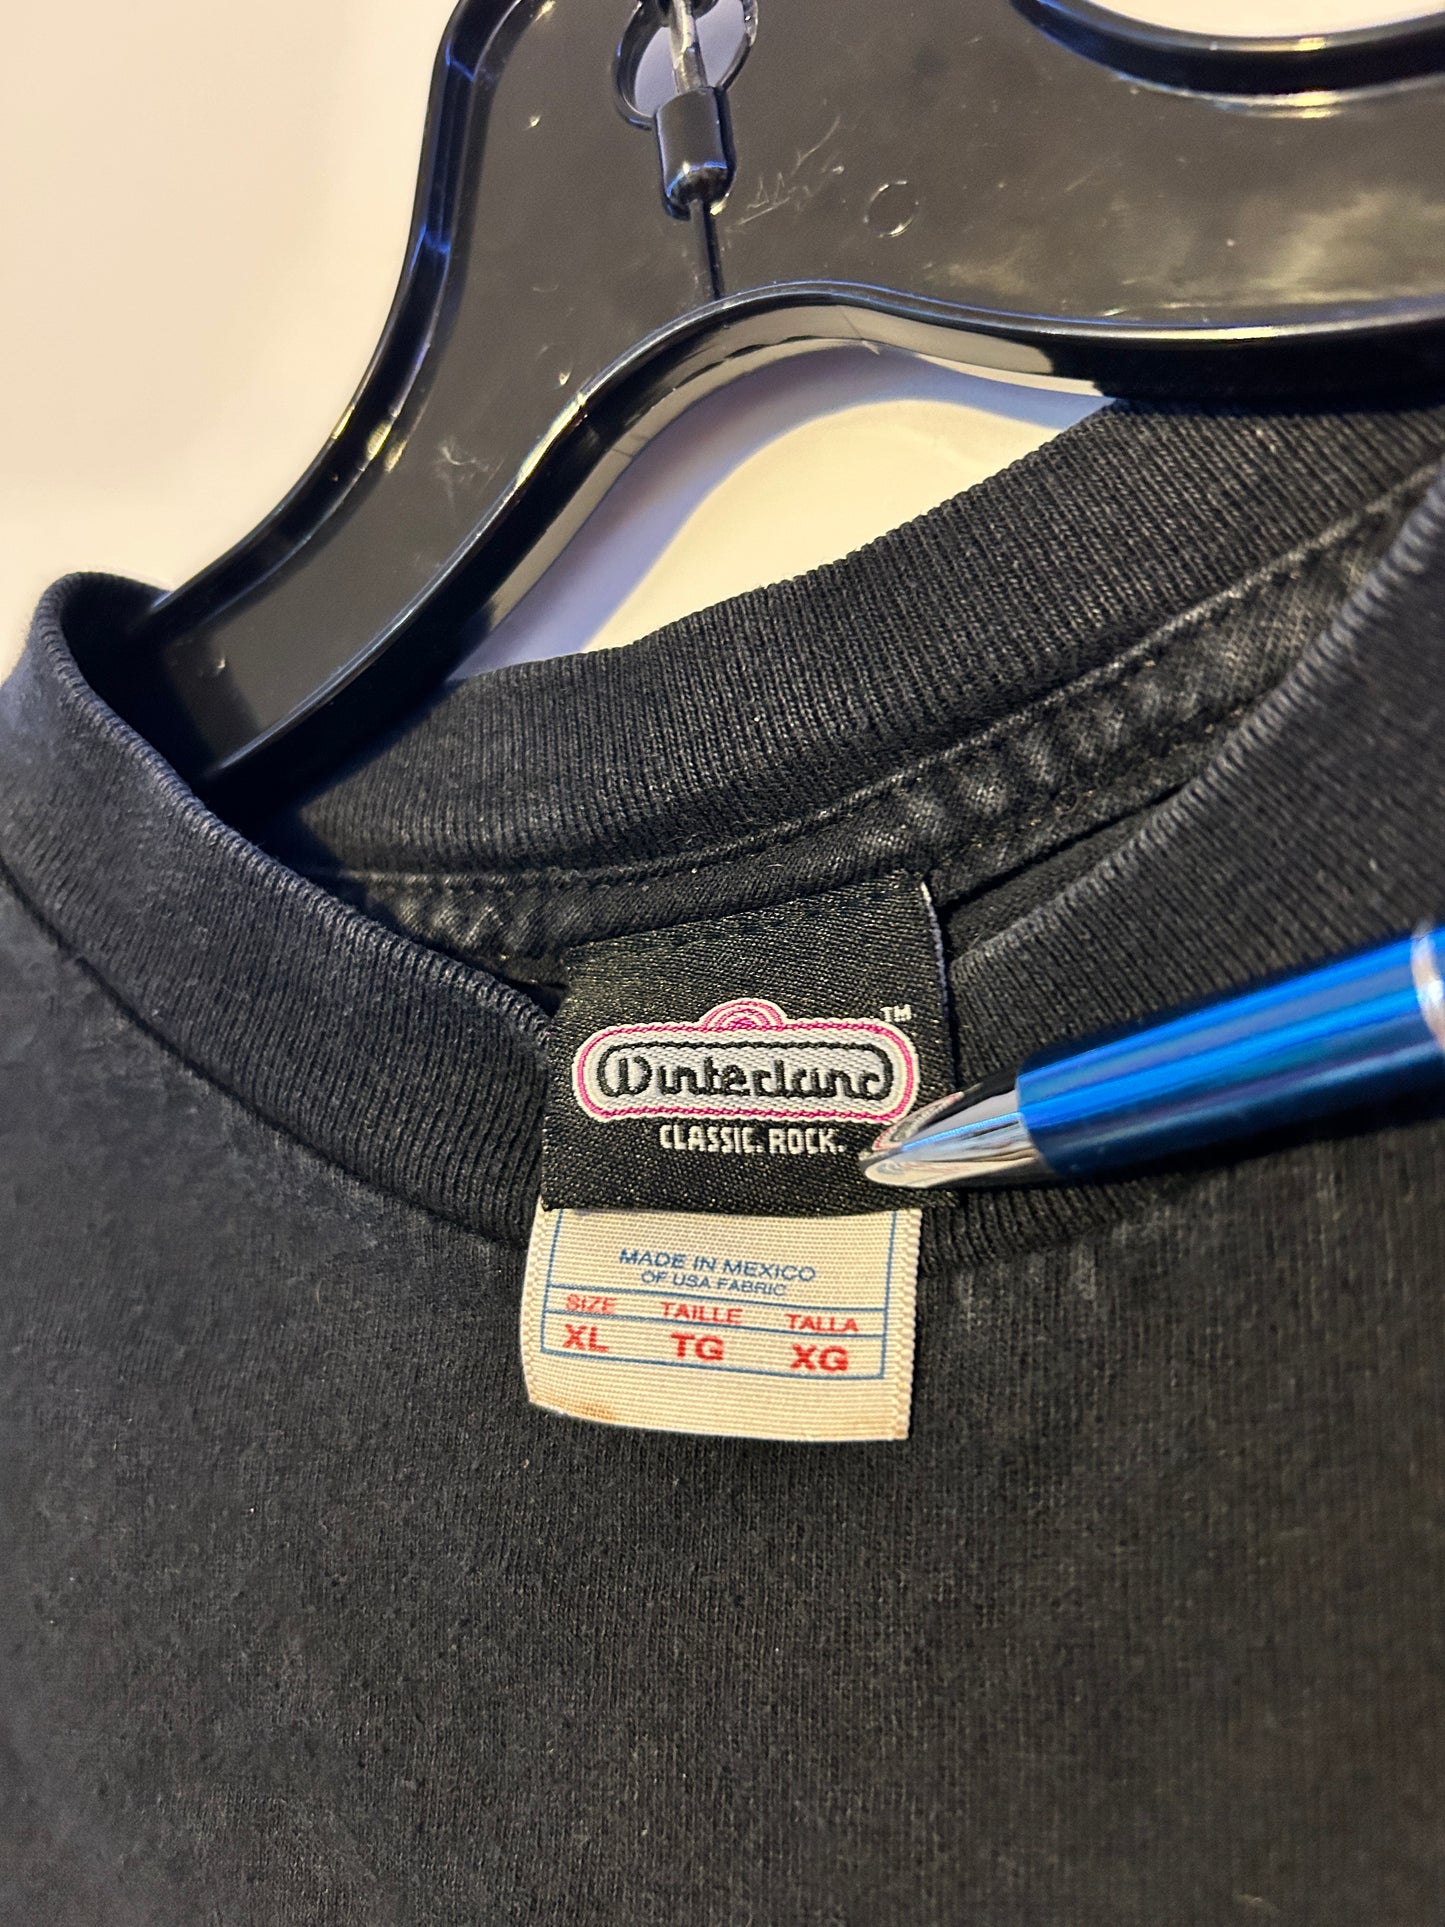 Winterland TM
CLASSIC. ROCK.
MADE IN MEXICO
OF USA FABRIC
SIZE TAILLE TALLA
XL TG XG